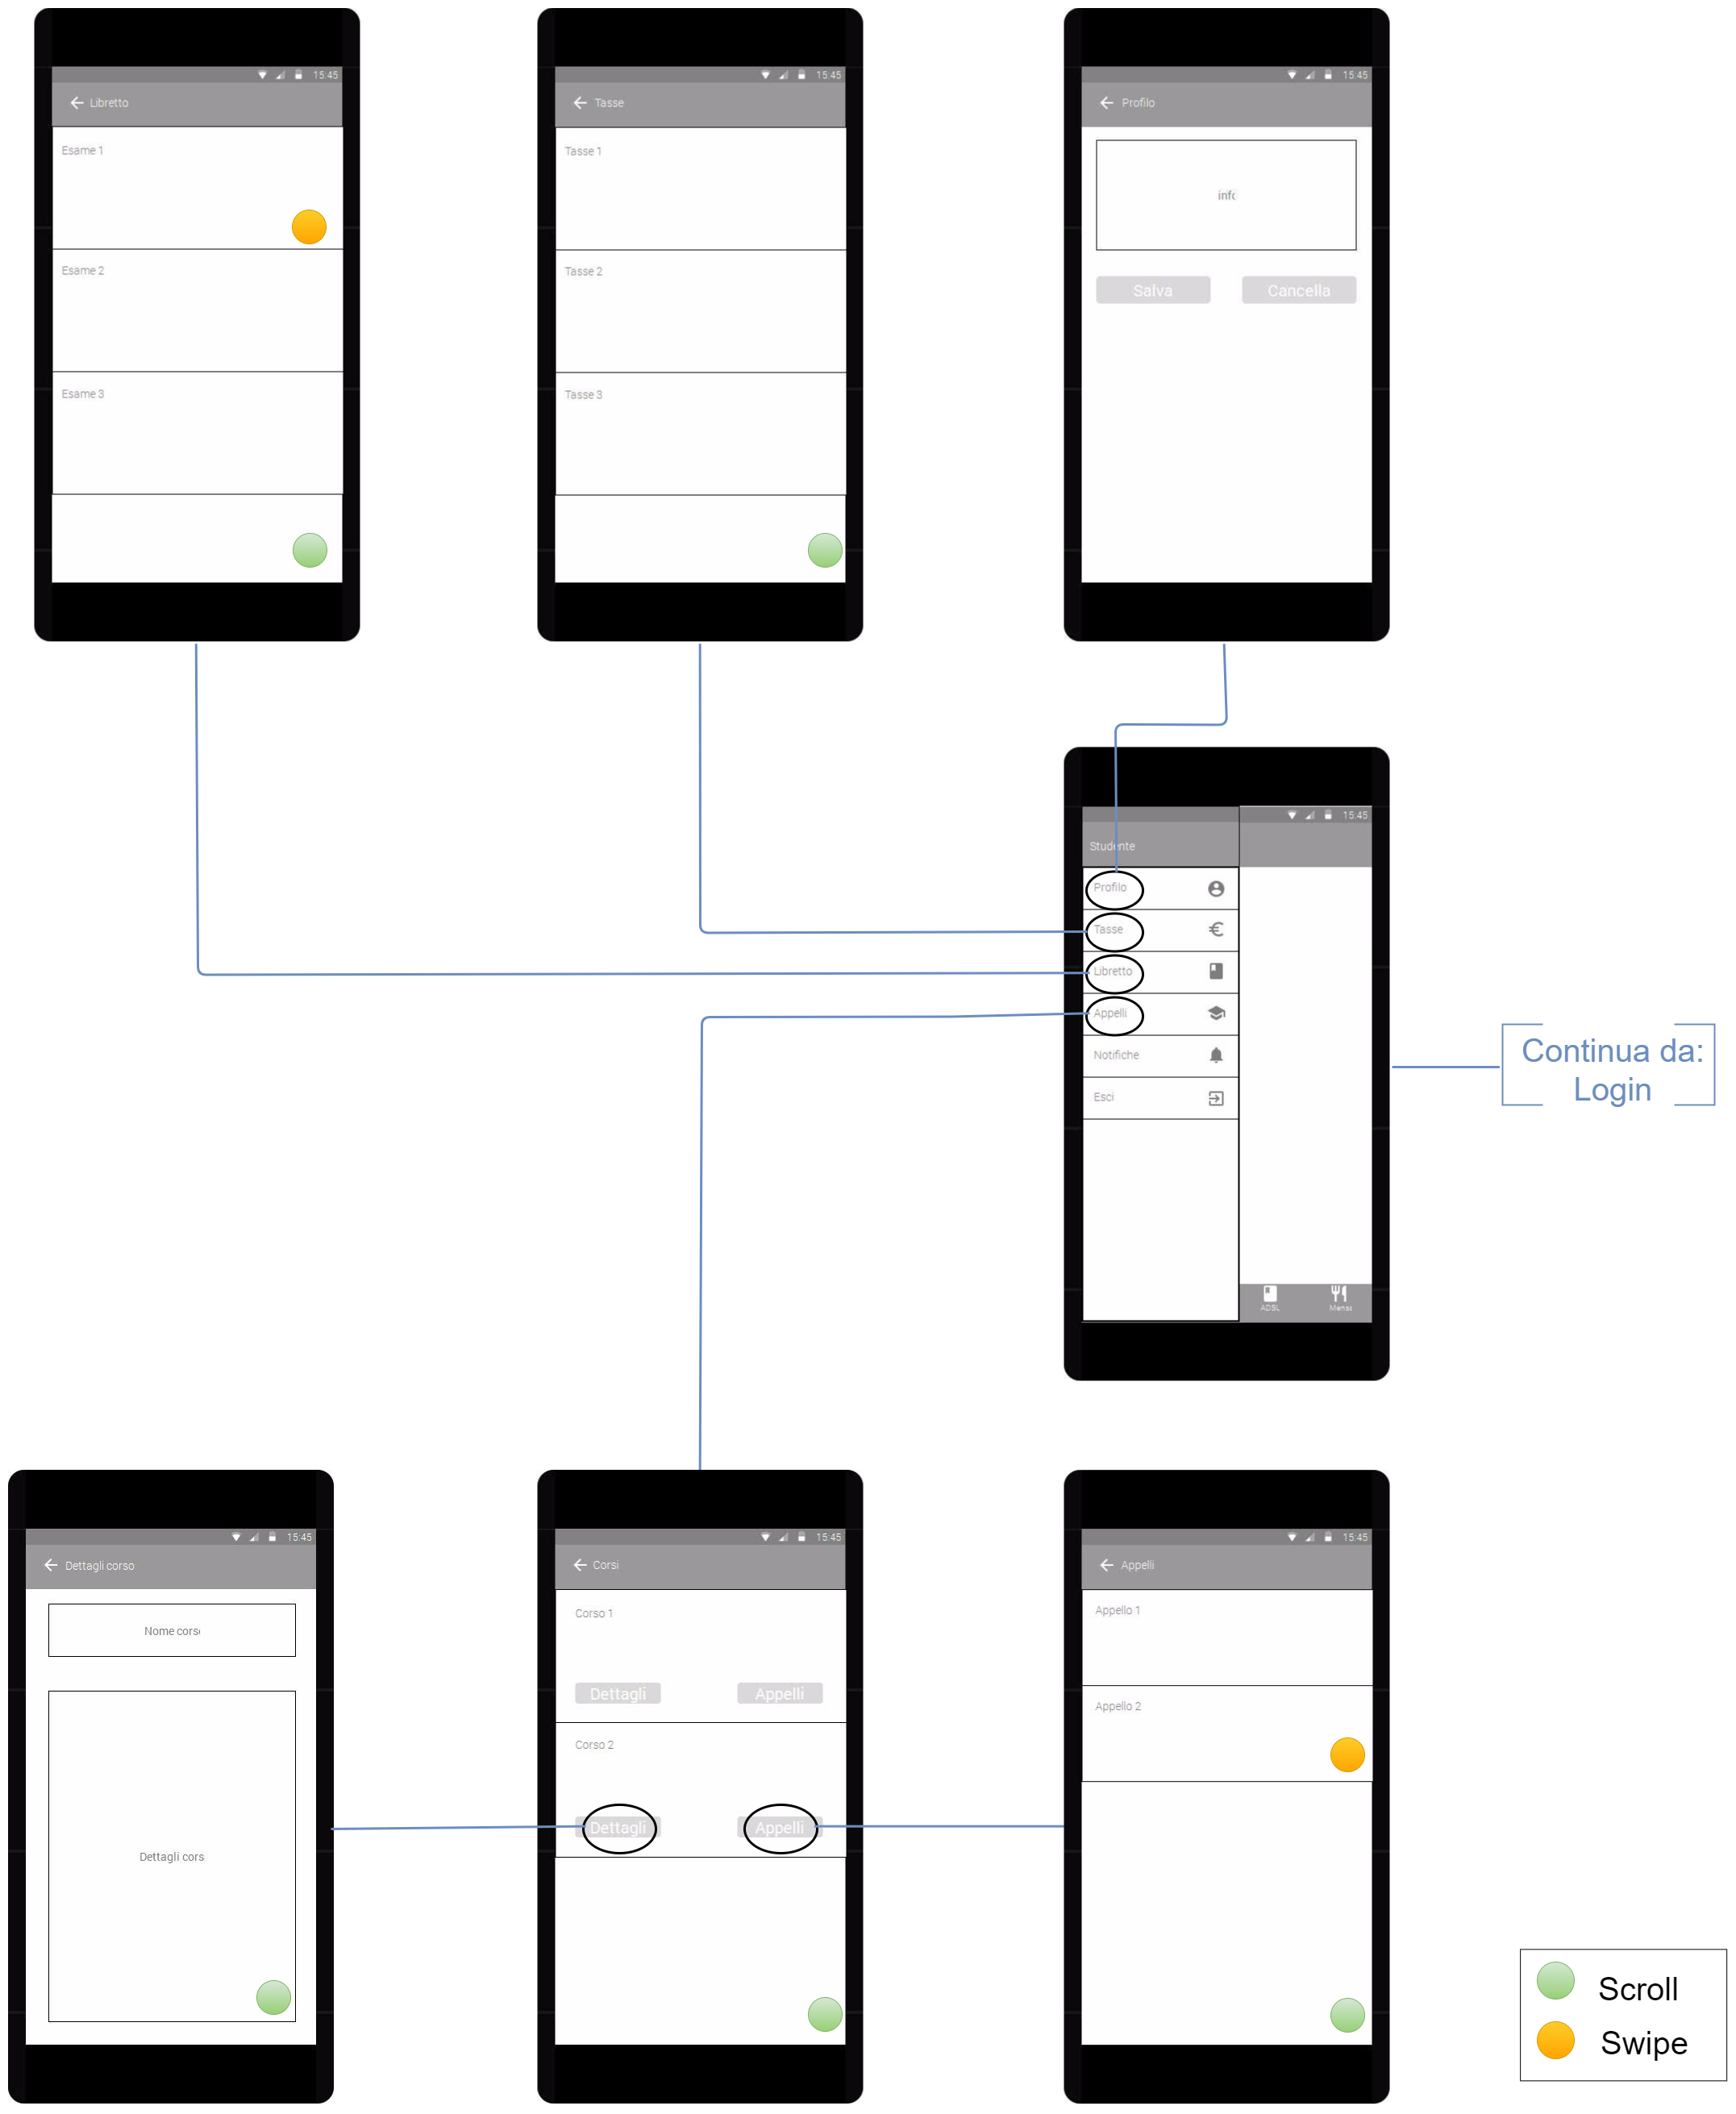 15:45
Libretto
Esame 1
Esame 2
Esame 3
15:45
Tasse
Tasse 1
Tasse 2
Tasse 3
15:45
Profilo
info
Salva
Cancella
15:45
Studente
Profilo
Tasse
Libretto
Appelli
Notifiche
Esci
ADSL
Mensa
Continua da:
Login
15:45
Dettagli corso
Nome corso
Dettagli cors
15:45
Corsi
Corso 1
Dettagli
Appelli
Corso 2
Dettagli
Appelli
15:45
Appelli
Appello 1
Appello 2
Scroll
Swipe